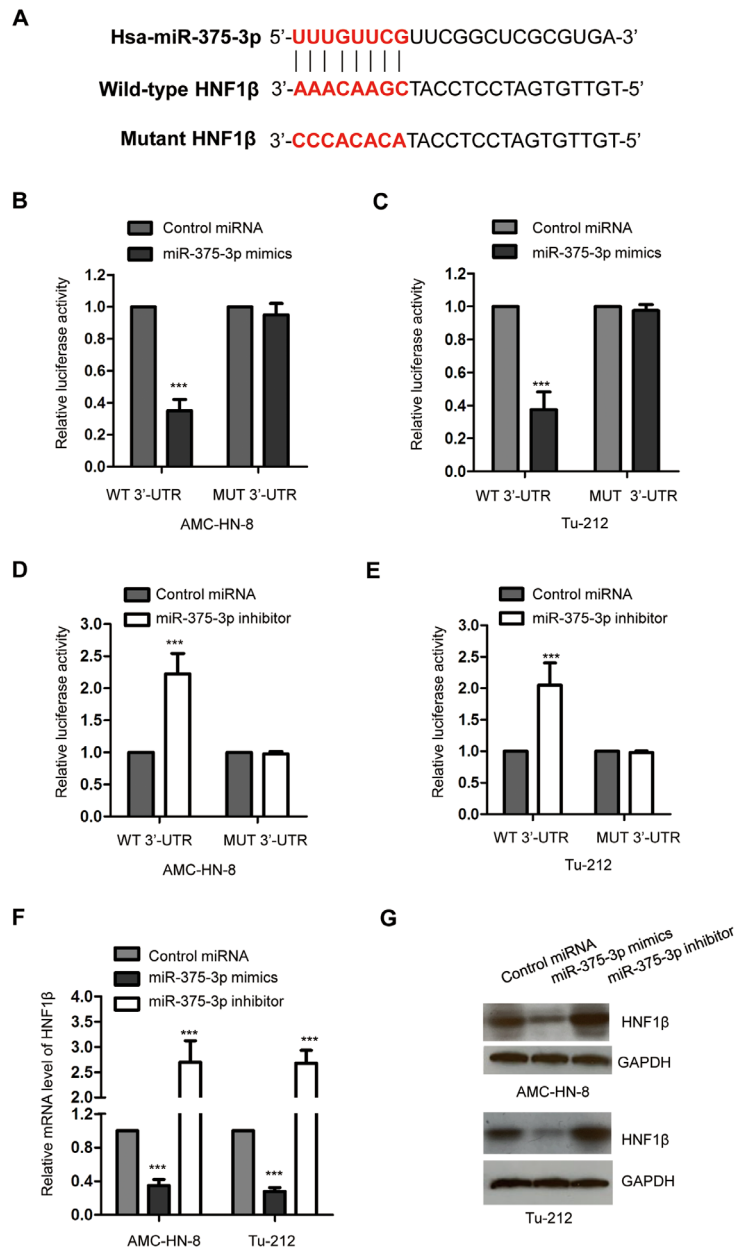 A
Hsa-miR-375-3p 5'-UUUGUUCGUUCGGCUCGCGUGA-3'
Wild-type HNF1β 3'-AAACAAGCTACCTCCTAGTGTTGT-5'
Mutant HNF1β 3'-CCCACACATACCTCCTAGTGTTGT-5'
B
Control miRNA
miR-375-3p mimics
Relative luciferase activity
1.2
1.0
0.8
0.6
0.4
0.2
0.0
***
WT 3'-UTR MUT 3'-UTR
AMC-HN-8
C
Control miRNA
miR-375-3p mimics
Relative luciferase activity
1.2
1.0
0.8
0.6
0.4
0.2
0.0
***
WT 3'-UTR MUT 3'-UTR
Tu-212
D
Control miRNA
miR-375-3p inhibitor
Relative luciferase activity
3.0
2.5
2.0
1.5
1.0
0.5
0.0
***
WT 3'-UTR MUT 3'-UTR
AMC-HN-8
E
Control miRNA
miR-375-3p inhibitor
Relative luciferase activity
3.0
2.5
2.0
1.5
1.0
0.5
0.0
***
WT 3'-UTR MUT 3'-UTR
Tu-212
F
Control miRNA
miR-375-3p mimics
miR-375-3p inhibitor
Relative mRNA level of HNF1β
4.0
3.5
3.0
2.5
2.0
1.2
0.8
0.4
0.0
*** *** *** ***
AMC-HN-8 Tu-212
G
Control miRNA
miR-375-3p mimics
miR-375-3p inhibitor
HNF1β
GAPDH
AMC-HN-8
HNF1β
GAPDH
Tu-212